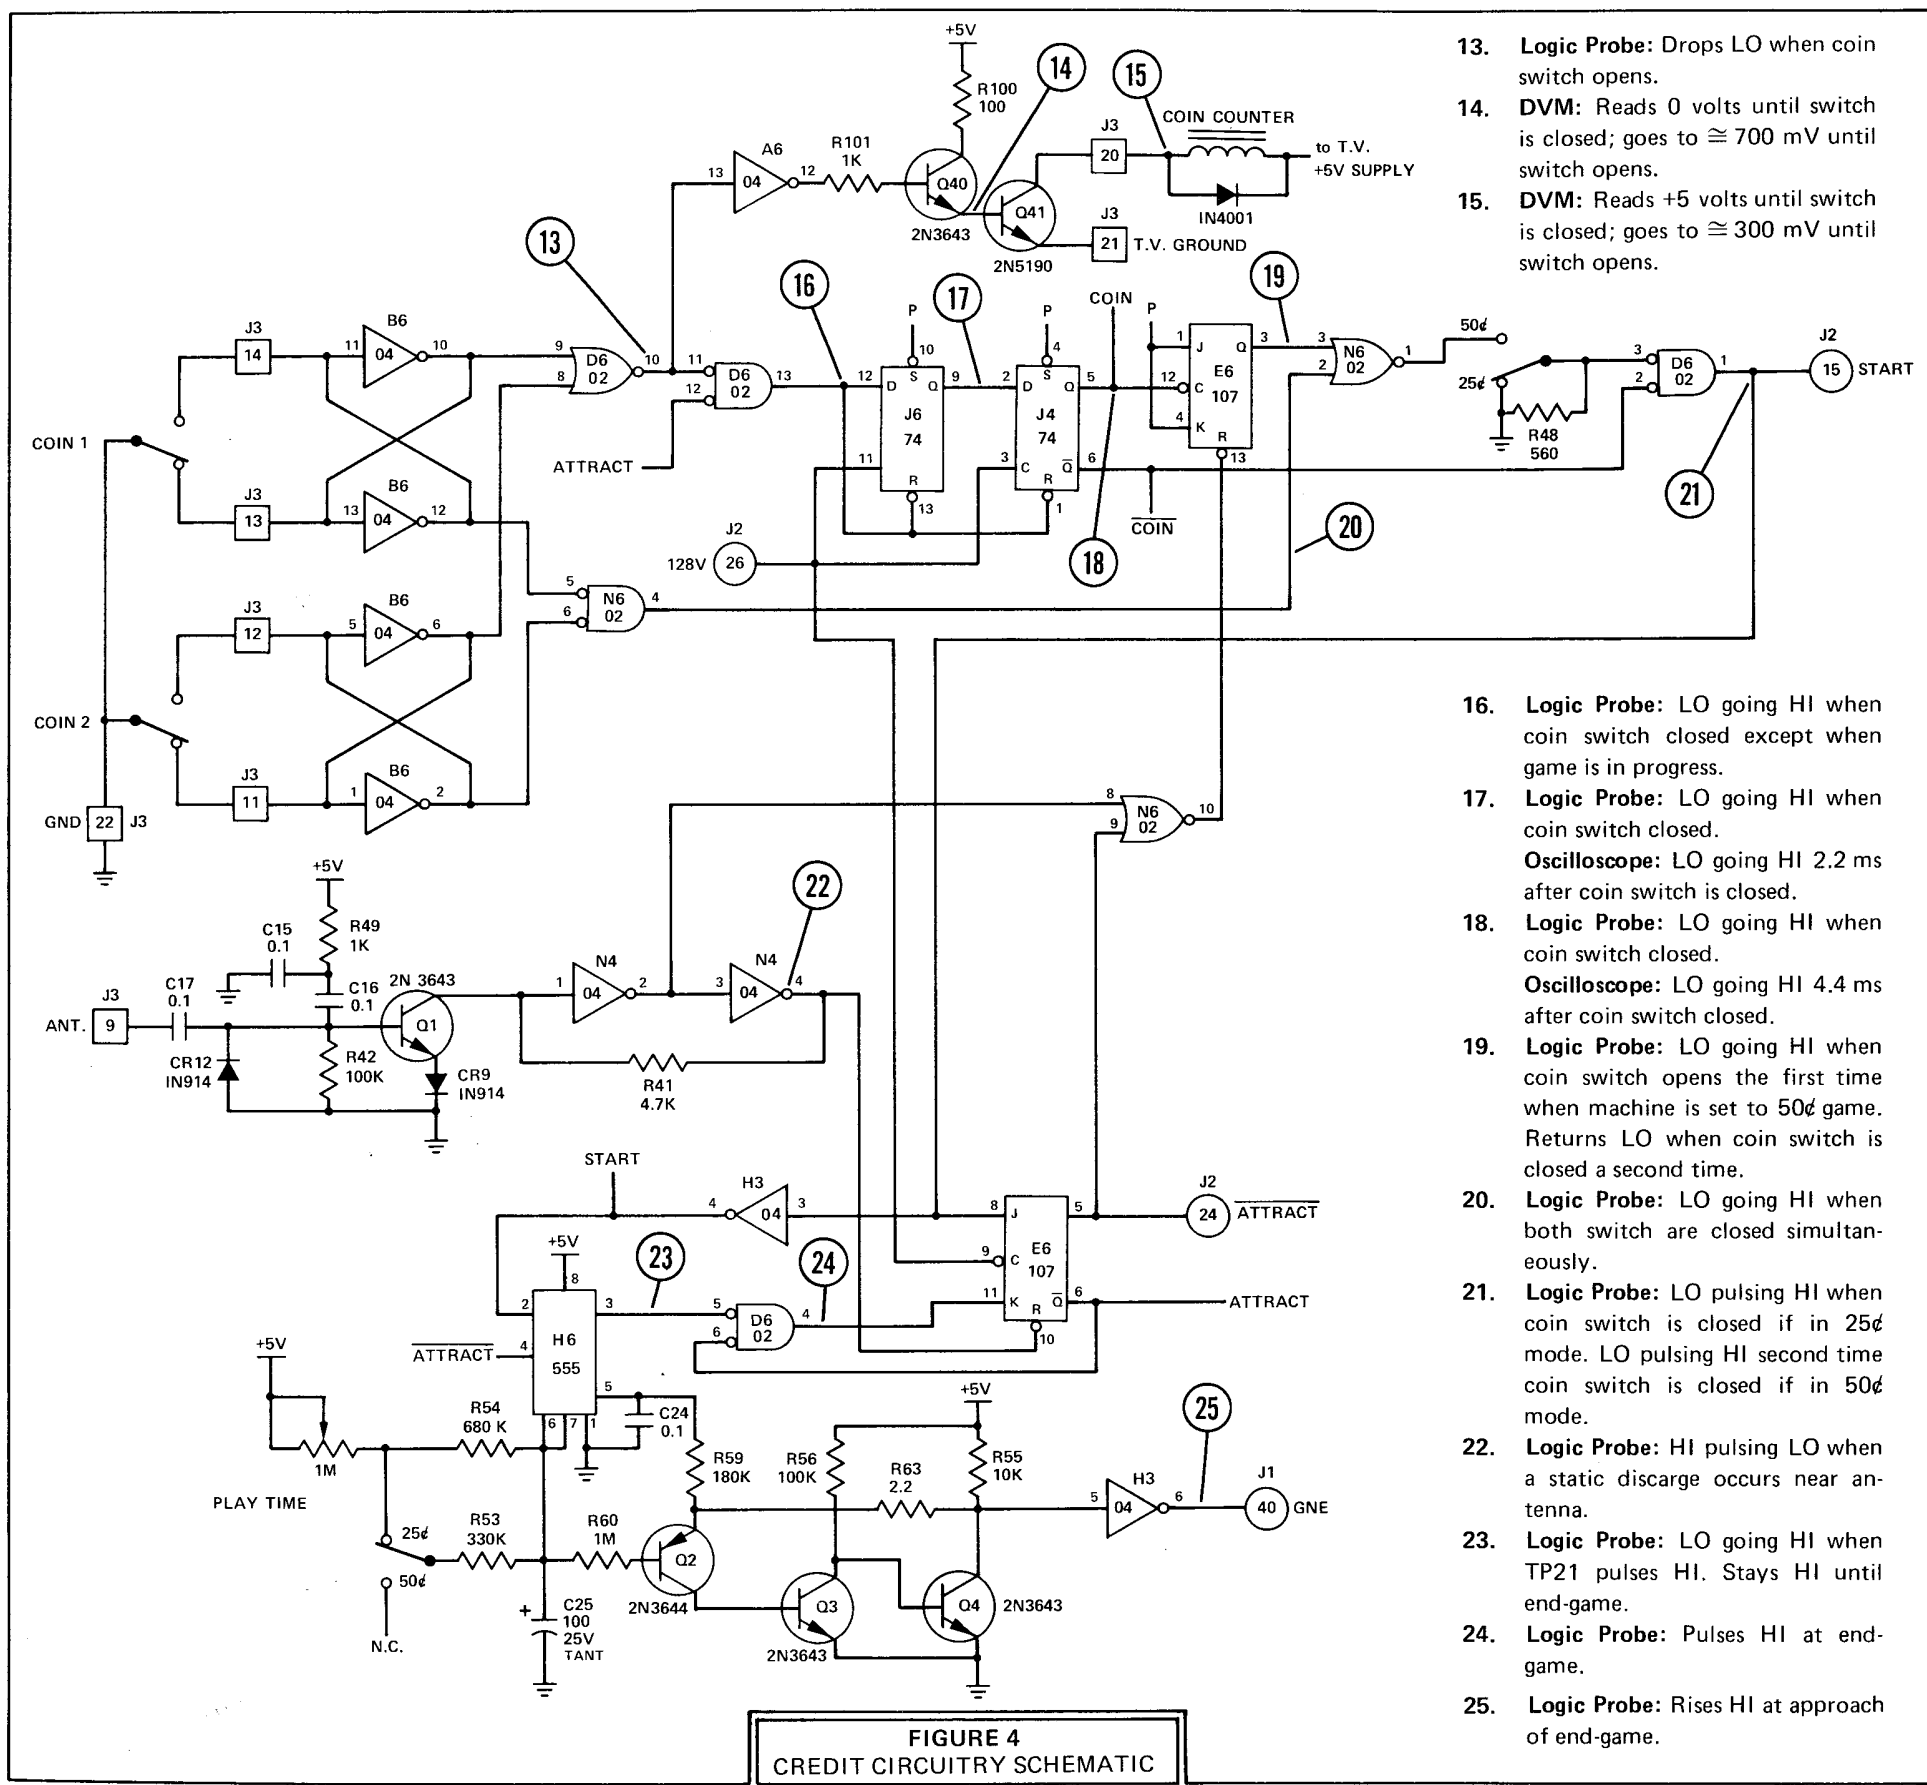 +5V
R100
100
14
15
COIN COUNTER
J3
20
to T.V.
+5V SUPPLY
IN4001
A6
13
04
12
R101
1K
Q40
2N3643
Q41
2N5190
J3
21
T.V. GROUND
13
16
17
COIN
P
19
50¢
25¢
J2
15
START
J3
14
B6
11
04
10
9
8
D6
02
10
11
12
D6
02
13
ATTRACT
P
10
12
D
S
Q
9
J6
74
11
R
13
P
4
2
D
S
Q
5
J4
74
3
C
Q
6
R
1
1
J
Q
3
12
C
E6
107
4
K
R
13
3
2
N6
02
1
R48
560
3
2
D6
02
1
21
COIN
18
20
COIN 1
J3
13
B6
13
04
12
J2
128V
26
5
6
N6
02
4
J3
12
B6
5
04
6
COIN 2
J3
11
B6
1
04
2
GND
22
J3
8
9
N6
02
10
+5V
R49
1K
C15
0.1
C16
0.1
C17
0.1
J3
ANT.
9
2N 3643
Q1
CR12
IN914
R42
100K
CR9
IN914
N4
1
04
2
N4
3
04
4
22
R41
4.7K
START
H3
4
04
3
8
J
5
9
C
E6
107
11
K
Q
6
R
10
J2
24
ATTRACT
ATTRACT
+5V
8
2
3
H6
555
4
ATTRACT
5
6
7
1
23
5
6
D6
02
4
24
C24
0.1
+5V
1M
PLAY TIME
R54
680 K
25¢
50¢
N.C.
R53
330K
R60
1M
C25
100
25V
TANT
+
R59
180K
Q2
2N3644
R56
100K
R63
2.2
+5V
R55
10K
Q3
2N3643
Q4
2N3643
H3
5
04
6
25
J1
40
GNE
13. Logic Probe: Drops LO when coin
switch opens.
14. DVM: Reads 0 volts until switch
is closed; goes to ≅ 700 mV until
switch opens.
15. DVM: Reads +5 volts until switch
is closed; goes to ≅ 300 mV until
switch opens.
16. Logic Probe: LO going HI when
coin switch closed except when
game is in progress.
17. Logic Probe: LO going HI when
coin switch closed.
Oscilloscope: LO going HI 2.2 ms
after coin switch is closed.
18. Logic Probe: LO going HI when
coin switch closed.
Oscilloscope: LO going HI 4.4 ms
after coin switch closed.
19. Logic Probe: LO going HI when
coin switch opens the first time
when machine is set to 50¢ game.
Returns LO when coin switch is
closed a second time.
20. Logic Probe: LO going HI when
both switch are closed simultan-
eously.
21. Logic Probe: LO pulsing HI when
coin switch is closed if in 25¢
mode. LO pulsing HI second time
coin switch is closed if in 50¢
mode.
22. Logic Probe: HI pulsing LO when
a static discarge occurs near an-
tenna.
23. Logic Probe: LO going HI when
TP21 pulses HI. Stays HI until
end-game.
24. Logic Probe: Pulses HI at end-
game.
25. Logic Probe: Rises HI at approach
of end-game.
FIGURE 4
CREDIT CIRCUITRY SCHEMATIC